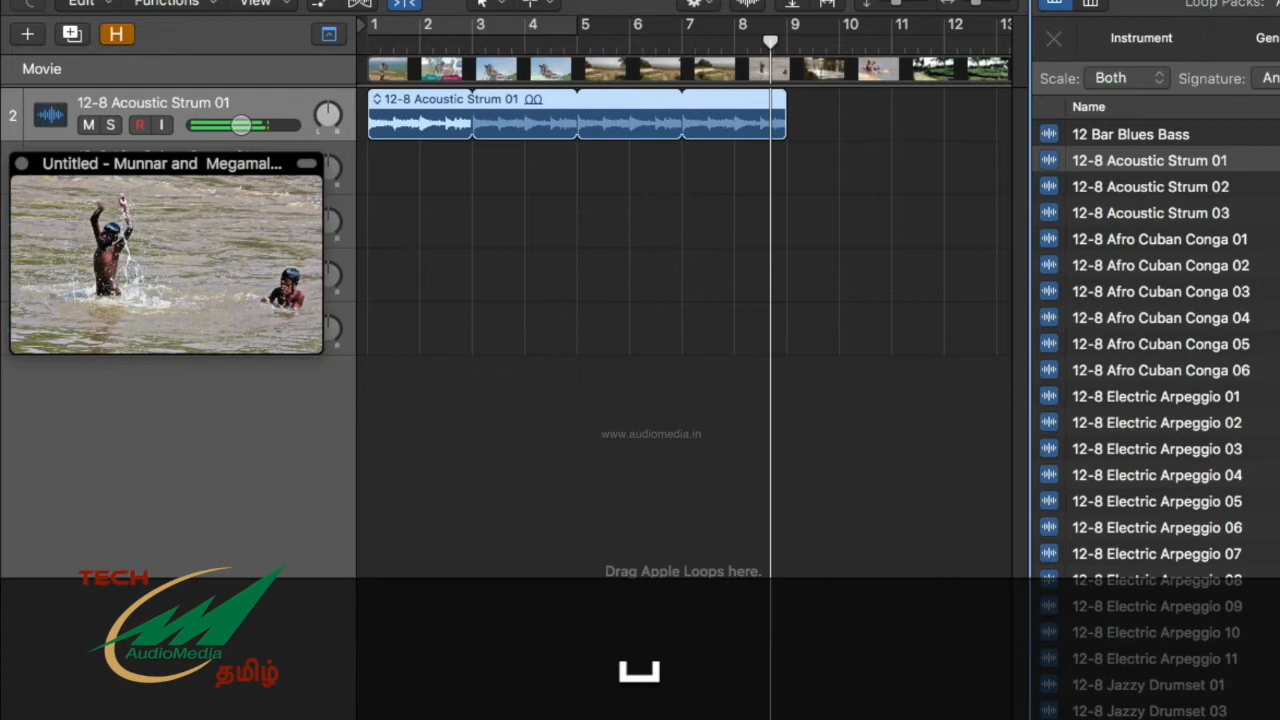 Edit
Functions
View
Loop Packs:
H
1 2 3 4 5 6 7 8 9 10 11 12 13
Instrument
Gen
Movie
Scale: Both Signature: An
2
12-8 Acoustic Strum 01
M S R I
L R
12-8 Acoustic Strum 01
Name
12 Bar Blues Bass
12-8 Acoustic Strum 01
12-8 Acoustic Strum 02
12-8 Acoustic Strum 03
12-8 Afro Cuban Conga 01
12-8 Afro Cuban Conga 02
12-8 Afro Cuban Conga 03
12-8 Afro Cuban Conga 04
12-8 Afro Cuban Conga 05
12-8 Afro Cuban Conga 06
12-8 Electric Arpeggio 01
12-8 Electric Arpeggio 02
12-8 Electric Arpeggio 03
12-8 Electric Arpeggio 04
12-8 Electric Arpeggio 05
12-8 Electric Arpeggio 06
12-8 Electric Arpeggio 07
12-8 Electric Arpeggio 08
12-8 Electric Arpeggio 09
12-8 Electric Arpeggio 10
12-8 Electric Arpeggio 11
12-8 Jazzy Drumset 01
12-8 Jazzy Drumset 03
Untitled - Munnar and Megamal...
www.audiomedia.in
Drag Apple Loops here.
TECH
AudioMedia
தமிழ்